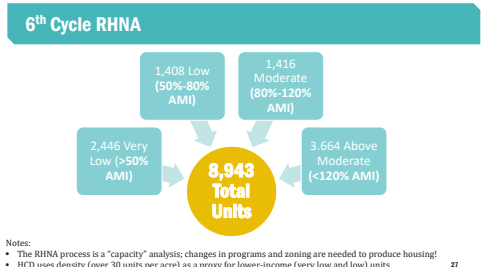 6th Cycle RHNA
1,408 Low
(50%-80%
AMI)
1,416
Moderate
(80%-120%
AMI)
2,446 Very
Low (>50%
AMI)
3.664 Above
Moderate
(<120% AMI)
8,943
Total
Units
Notes:
• The RHNA process is a "capacity" analysis; changes in programs and zoning are needed to produce housing!
• HCD uses density (over 30 units per acre) as a proxy for lower-income (very low and low) units
27